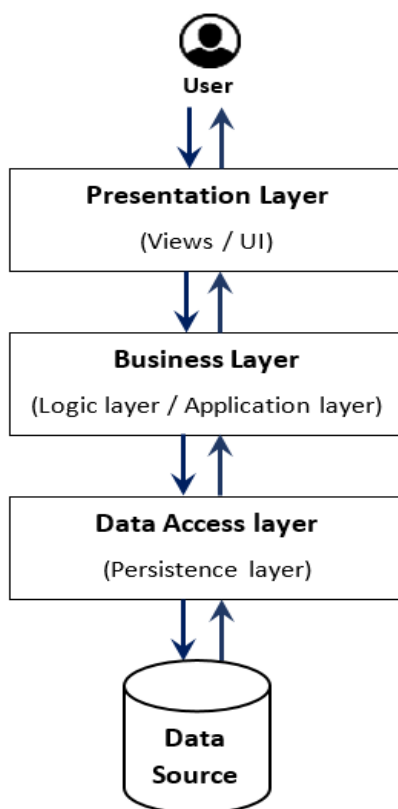 User
Presentation Layer
(Views / UI)
Business Layer
(Logic layer / Application layer)
Data Access layer
(Persistence layer)
Data
Source